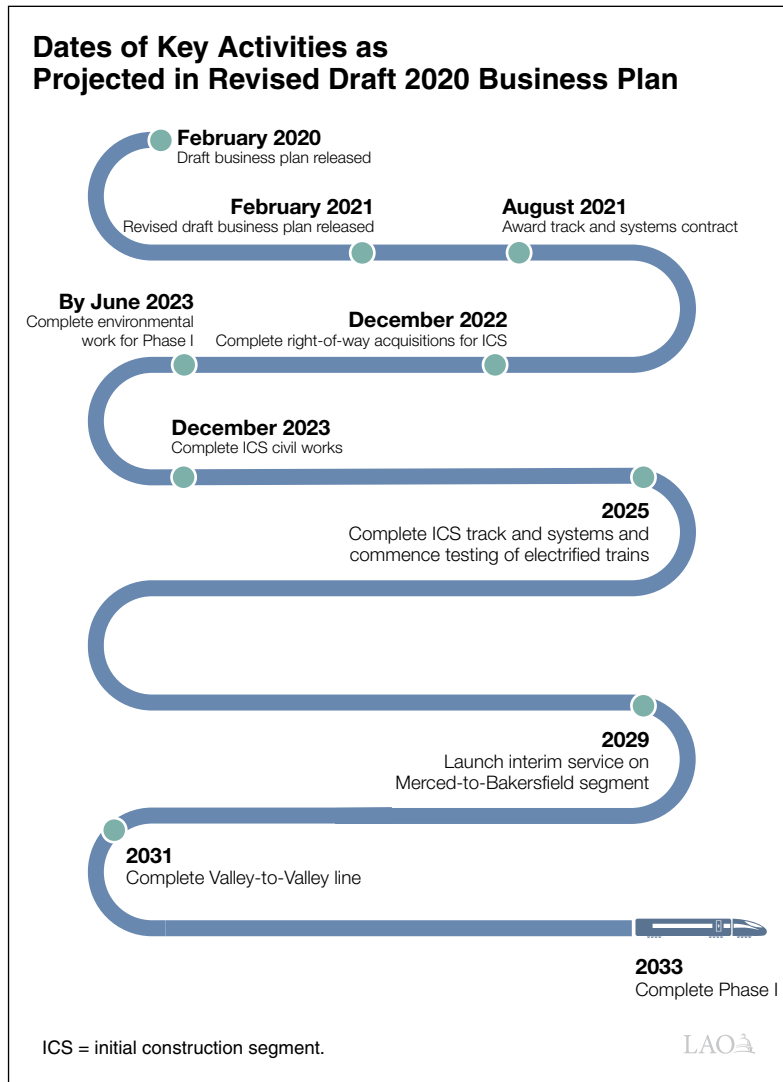 Dates of Key Activities as
Projected in Revised Draft 2020 Business Plan
February 2020
Draft business plan released
February 2021
Revised draft business plan released
August 2021
Award track and systems contract
December 2022
Complete right-of-way acquisitions for ICS
By June 2023
Complete environmental
work for Phase I
December 2023
Complete ICS civil works
2025
Complete ICS track and systems and
commence testing of electrified trains
2029
Launch interim service on
Merced-to-Bakersfield segment
2031
Complete Valley-to-Valley line
2033
Complete Phase I
ICS = initial construction segment.
LAO